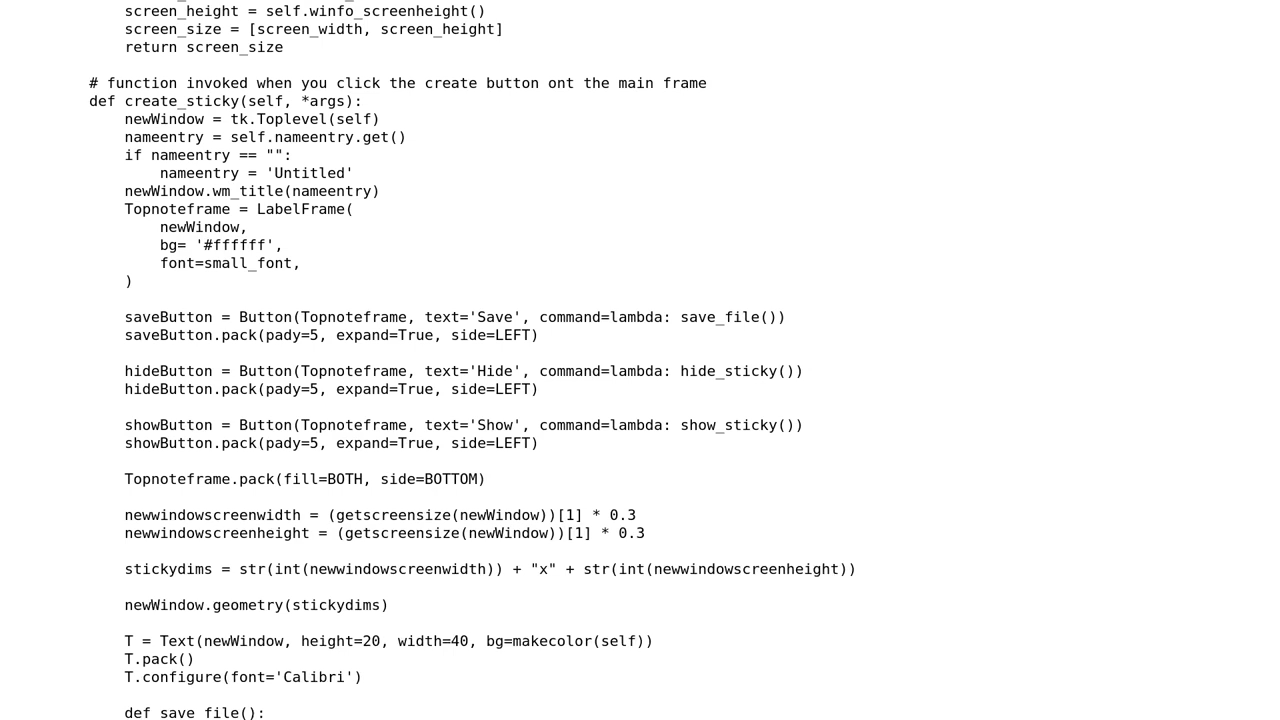 screen_height = self.winfo_screenheight()
screen_size = [screen_width, screen_height]
return screen_size
# function invoked when you click the create button ont the main frame
def create_sticky(self, *args):
newWindow = tk.Toplevel(self)
nameentry = self.nameentry.get()
if nameentry == "":
nameentry = 'Untitled'
newWindow.wm_title(nameentry)
Topnoteframe = LabelFrame(
newWindow,
bg= '#ffffff',
font=small_font,
)
saveButton = Button(Topnoteframe, text='Save', command=lambda: save_file())
saveButton.pack(pady=5, expand=True, side=LEFT)
hideButton = Button(Topnoteframe, text='Hide', command=lambda: hide_sticky())
hideButton.pack(pady=5, expand=True, side=LEFT)
showButton = Button(Topnoteframe, text='Show', command=lambda: show_sticky())
showButton.pack(pady=5, expand=True, side=LEFT)
Topnoteframe.pack(fill=BOTH, side=BOTTOM)
newwindowscreenwidth = (getscreensize(newWindow))[1] * 0.3
newwindowscreenheight = (getscreensize(newWindow))[1] * 0.3
stickydims = str(int(newwindowscreenwidth)) + "x" + str(int(newwindowscreenheight))
newWindow.geometry(stickydims)
T = Text(newWindow, height=20, width=40, bg=makecolor(self))
T.pack()
T.configure(font='Calibri')
def save_file():